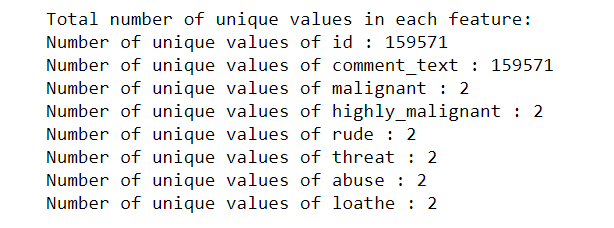 Total number of unique values in each feature:
Number of unique values of id : 159571
Number of unique values of comment_text : 159571
Number of unique values of malignant : 2
Number of unique values of highly_malignant : 2
Number of unique values of rude : 2
Number of unique values of threat : 2
Number of unique values of abuse : 2
Number of unique values of loathe : 2